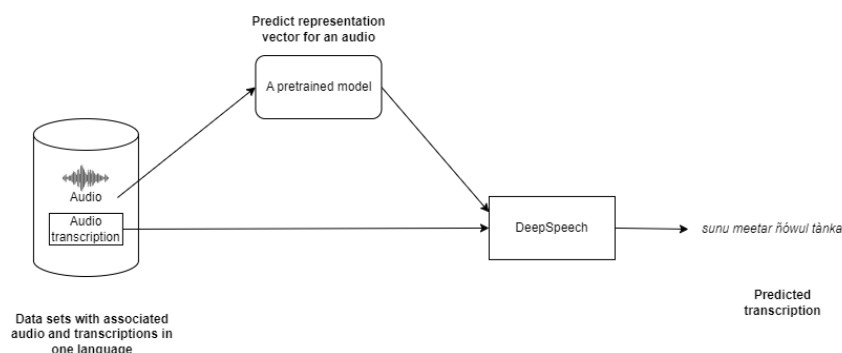 Predict representation
vector for an audio
A pretrained model
Audio
Audio
transcription
DeepSpeech
sunu meetar ñówul tànka
Predicted
transcription
Data sets with associated
audio and transcriptions in
one language